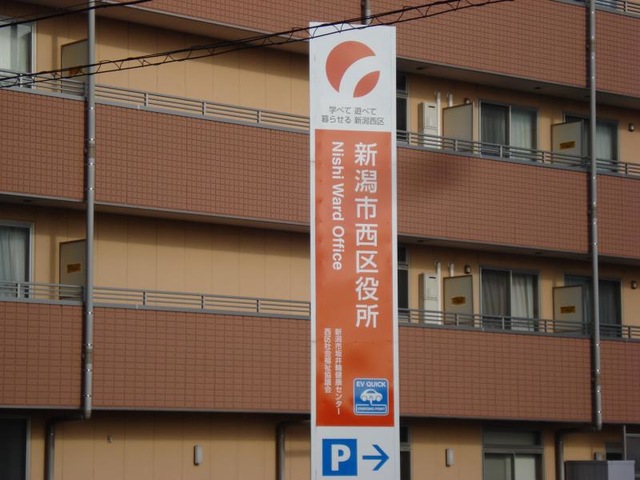 学べて 遊べて
暮らせる 新潟西区
新潟市西区役所
Nishi Ward Office
新潟市坂井輪健康センター
西区社会福祉協議会
EV QUICK
CHARGING POINT
P